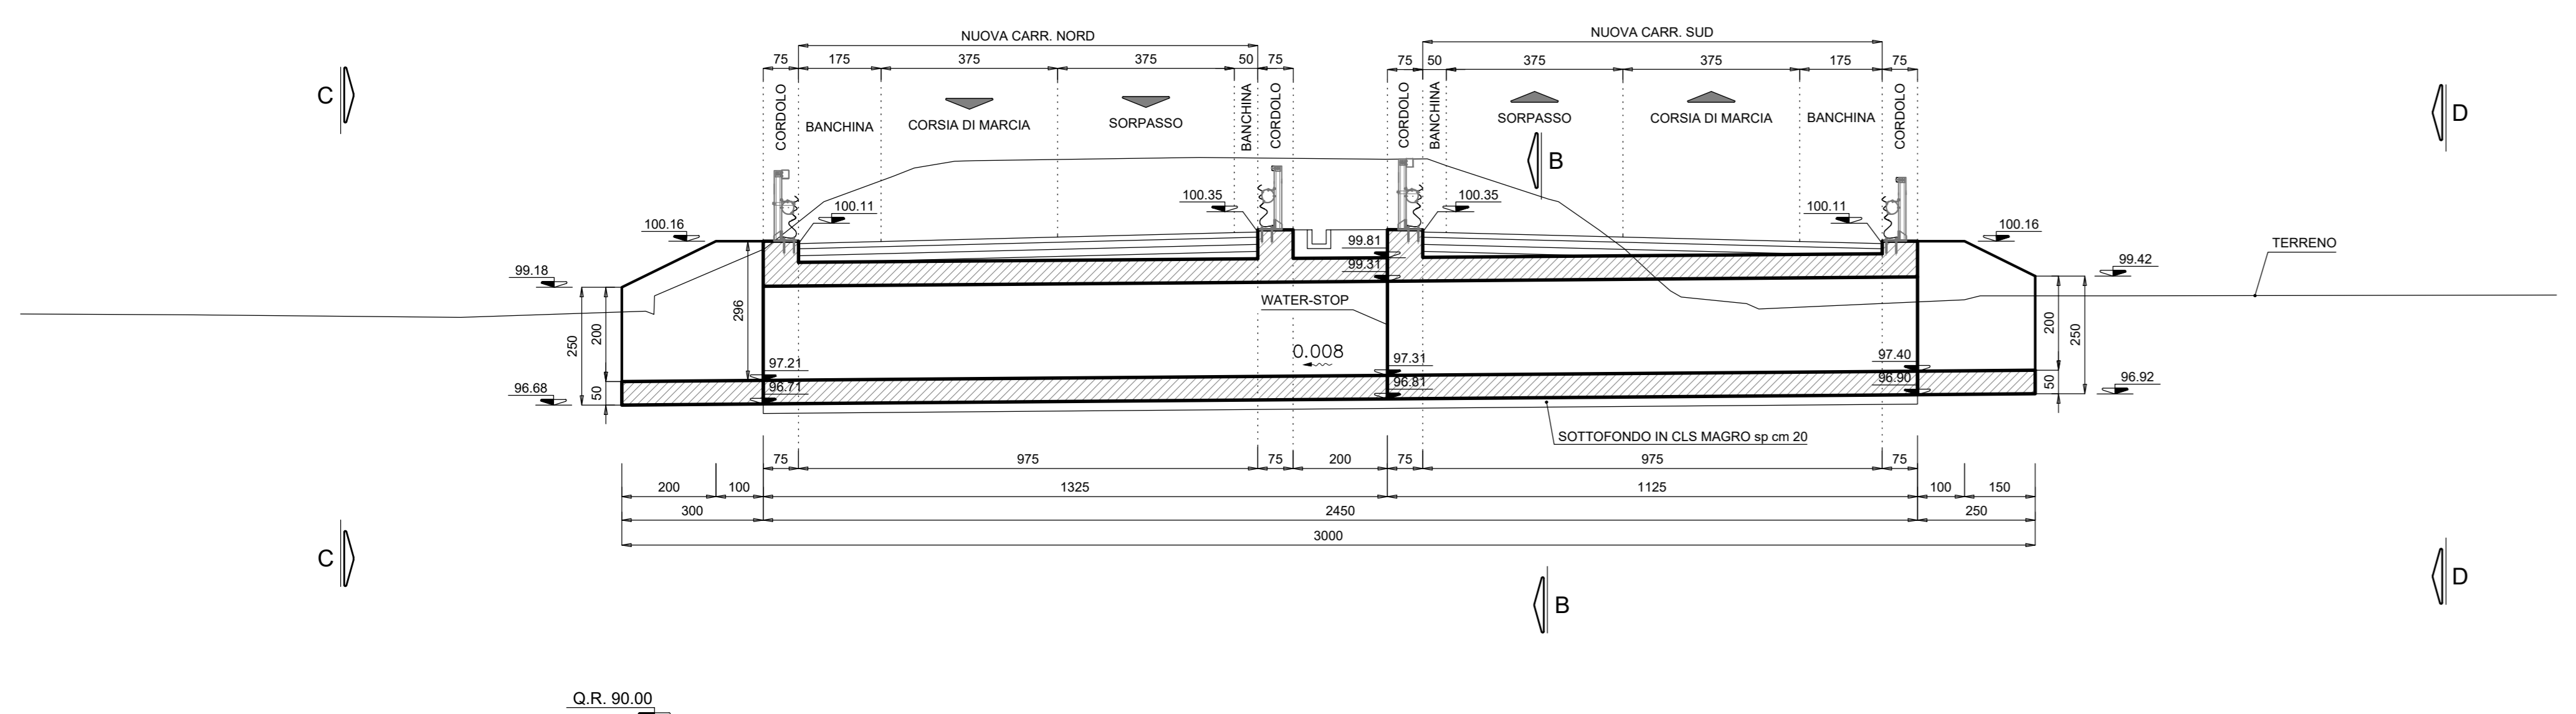 NUOVA CARR. NORD
NUOVA CARR. SUD
75 175 375 375 50 75
75 50 375 375 175 75
C
D
CORDOLO
BANCHINA
CORSIA DI MARCIA
SORPASSO
BANCHINA
CORDOLO
CORDOLO
BANCHINA
SORPASSO
CORSIA DI MARCIA
BANCHINA
CORDOLO
B
100.16
100.11
100.35
100.35
100.11
100.16
TERRENO
99.81
99.18
99.31
99.42
WATER-STOP
296
250
200
50
0.008
97.21
97.31
97.40
200
250
50
96.68
96.71
96.81
96.90
96.92
SOTTOFONDO IN CLS MAGRO sp cm 20
75 975 75 200 75 975 75
200 100 1325 1125 100 150
300 2450 250
3000
C
D
B
Q.R. 90.00